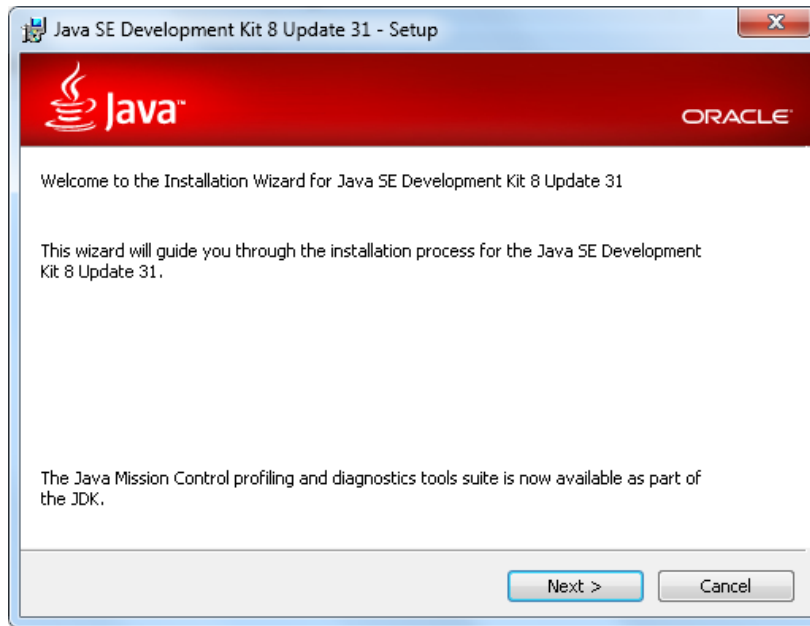 Java SE Development Kit 8 Update 31 - Setup
Java™
ORACLE
Welcome to the Installation Wizard for Java SE Development Kit 8 Update 31
This wizard will guide you through the installation process for the Java SE Development
Kit 8 Update 31.
The Java Mission Control profiling and diagnostics tools suite is now available as part of
the JDK.
Next >
Cancel